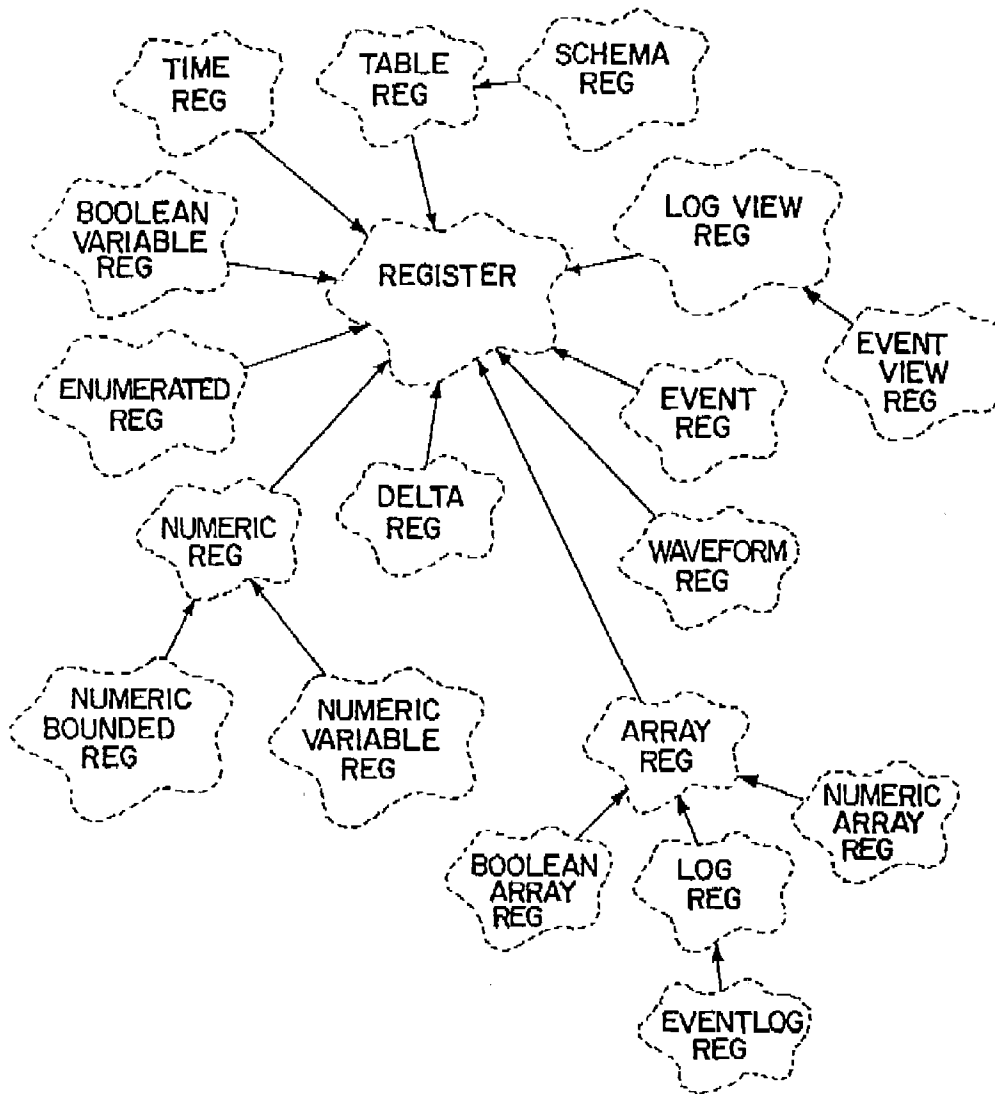 TIME
REG
TABLE
REG
SCHEMA
REG
BOOLEAN
VARIABLE
REG
REGISTER
LOG VIEW
REG
EVENT
VIEW
REG
ENUMERATED
REG
EVENT
REG
NUMERIC
REG
DELTA
REG
WAVEFORM
REG
NUMERIC
BOUNDED
REG
NUMERIC
VARIABLE
REG
ARRAY
REG
NUMERIC
ARRAY
REG
BOOLEAN
ARRAY
REG
LOG
REG
EVENTLOG
REG